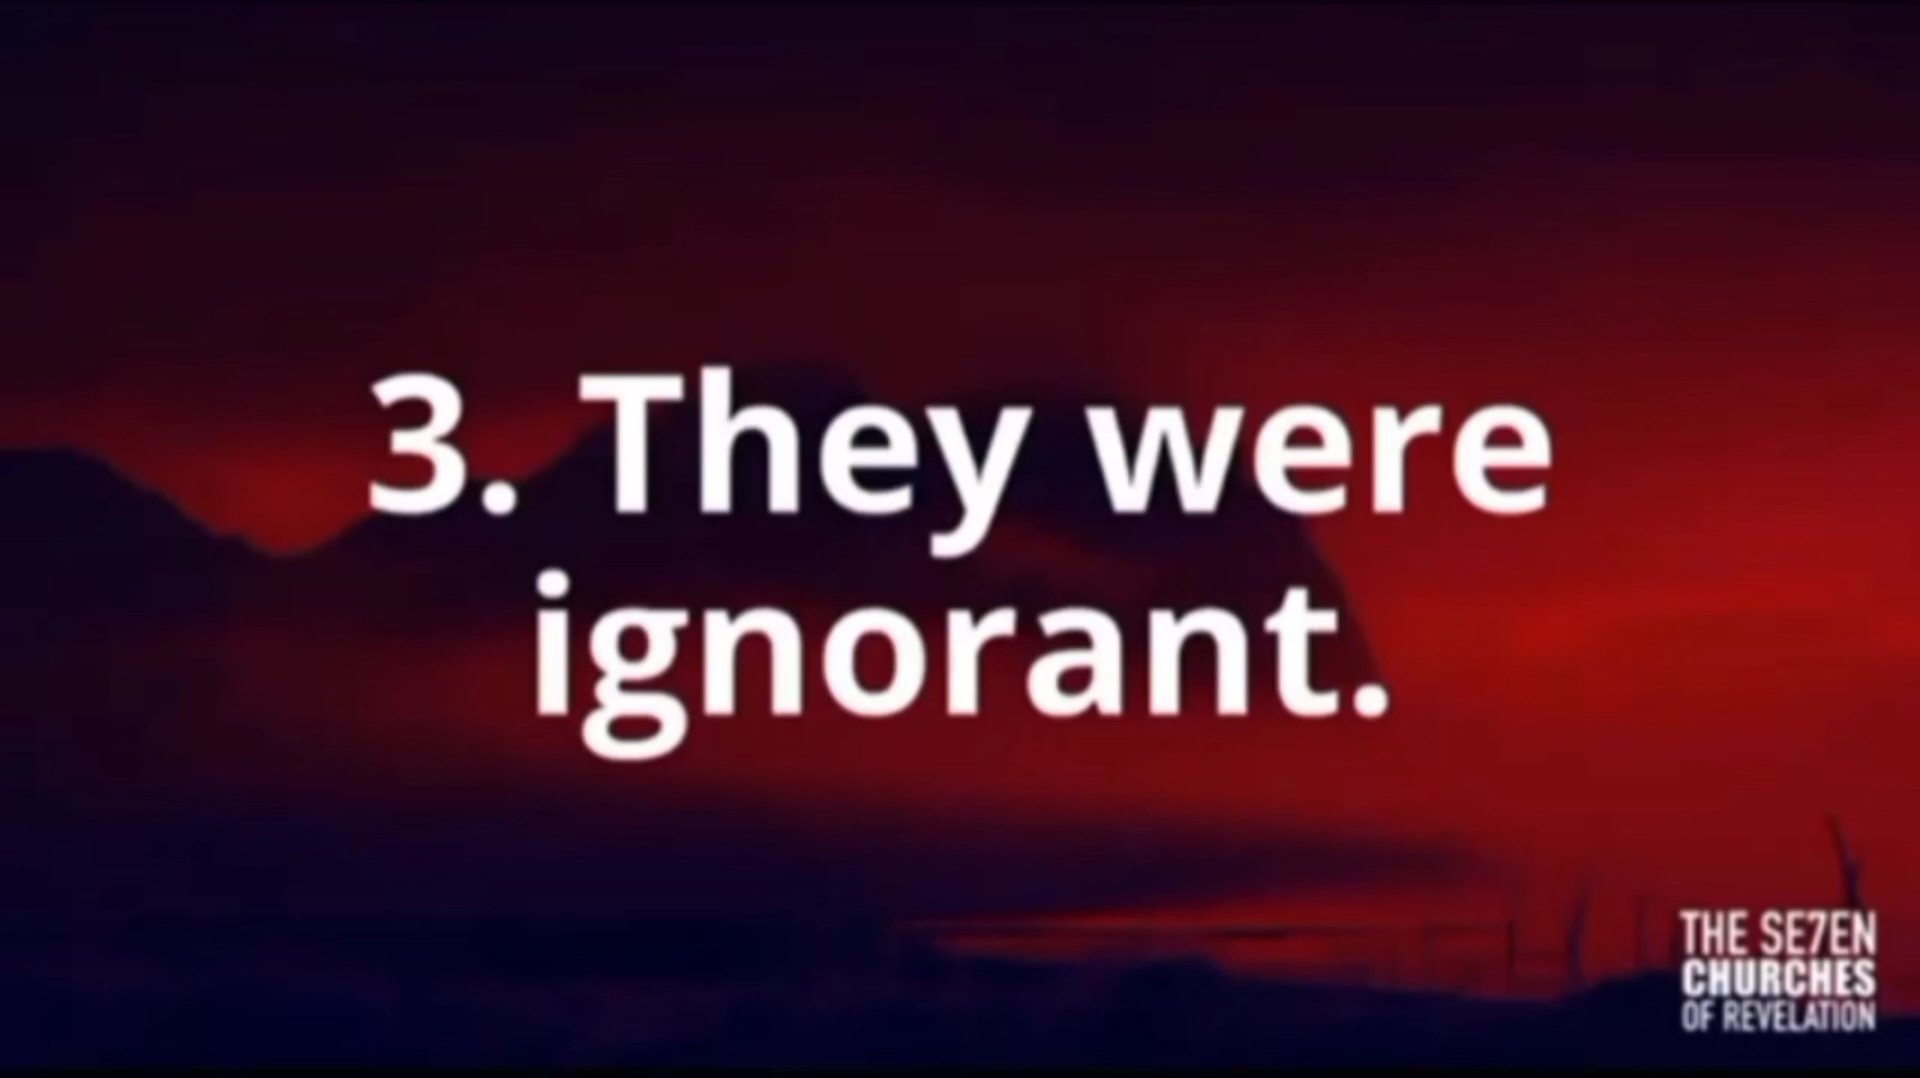 3. They were
ignorant.
THE SE7EN
CHURCHES
OF REVELATION